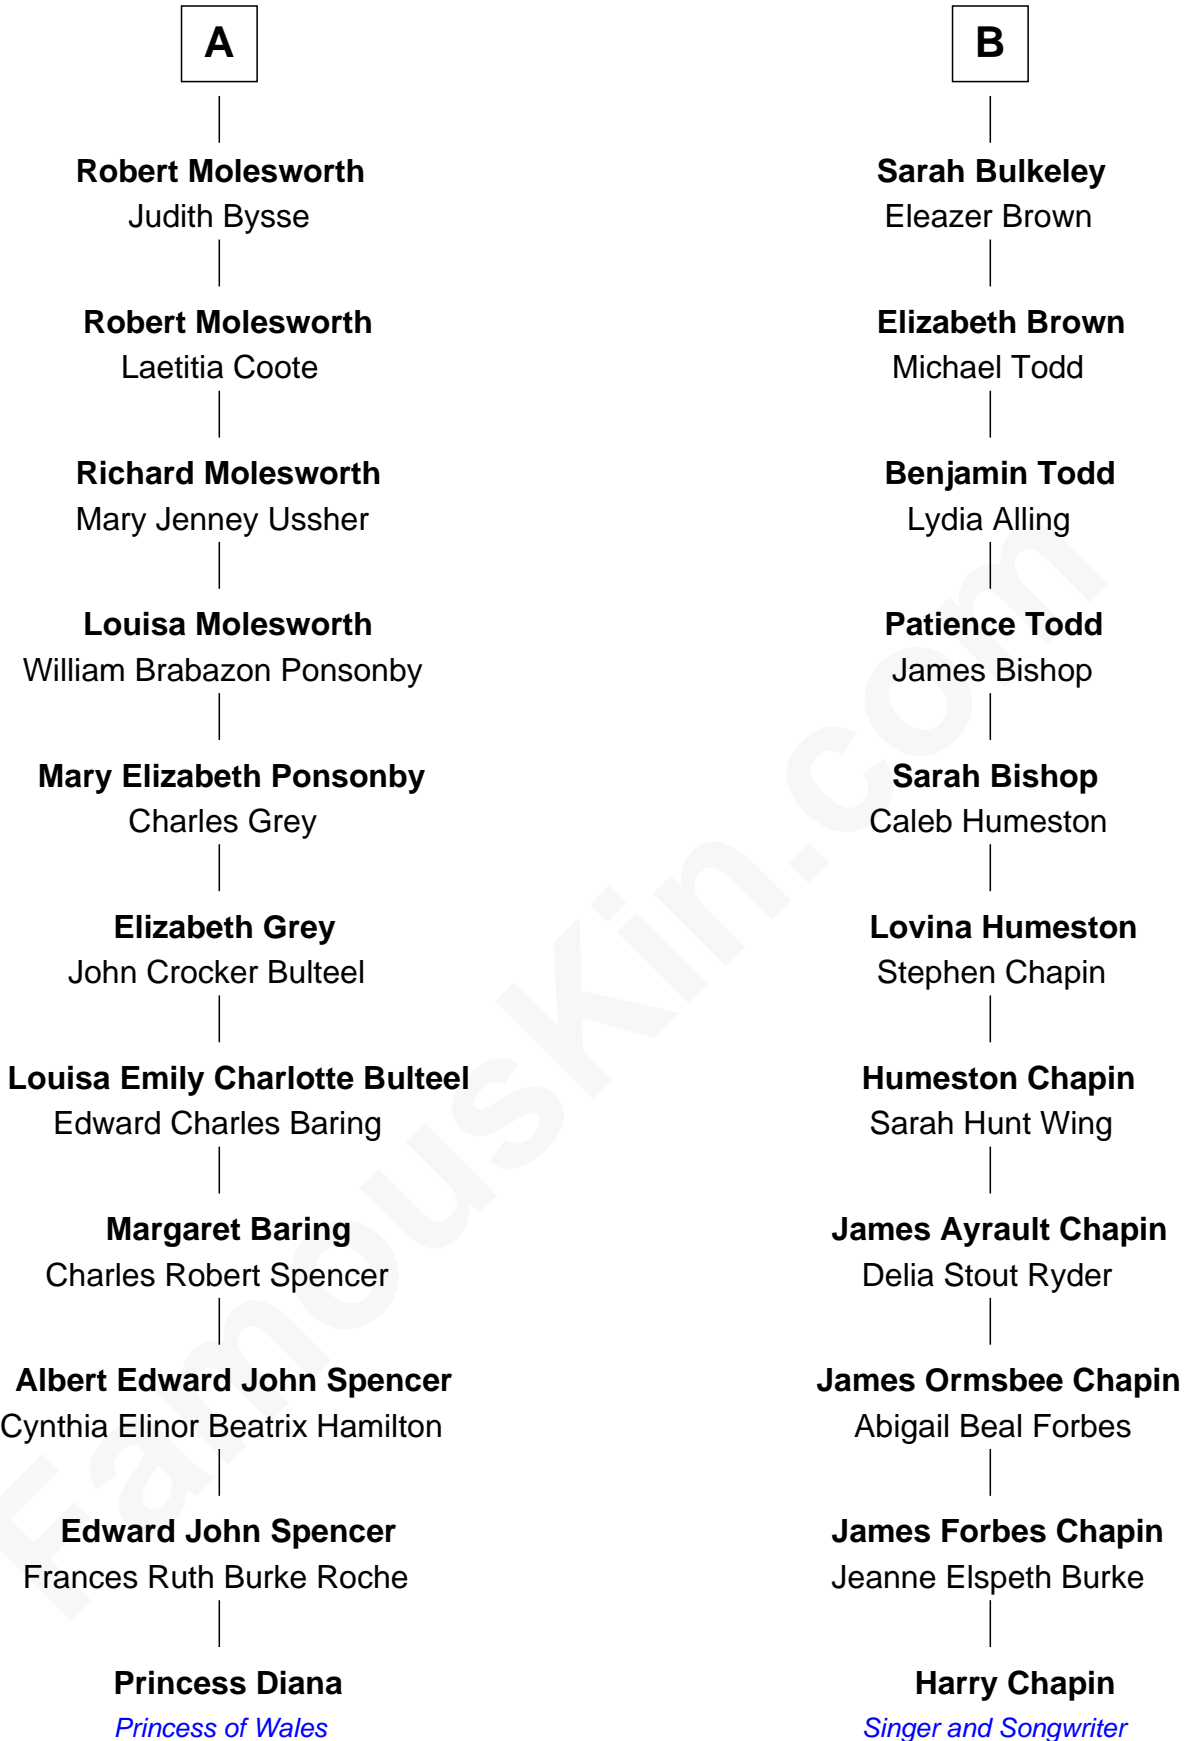 A
Robert Molesworth
Judith Bysse
Robert Molesworth
Laetitia Coote
Richard Molesworth
Mary Jenney Ussher
Louisa Molesworth
William Brabazon Ponsonby
Mary Elizabeth Ponsonby
Charles Grey
Elizabeth Grey
John Crocker Bulteel
Louisa Emily Charlotte Bulteel
Edward Charles Baring
Margaret Baring
Charles Robert Spencer
Albert Edward John Spencer
Cynthia Elinor Beatrix Hamilton
Edward John Spencer
Frances Ruth Burke Roche
Princess Diana
Princess of Wales
B
Sarah Bulkeley
Eleazer Brown
Elizabeth Brown
Michael Todd
Benjamin Todd
Lydia Alling
Patience Todd
James Bishop
Sarah Bishop
Caleb Humeston
Lovina Humeston
Stephen Chapin
Humeston Chapin
Sarah Hunt Wing
James Ayrault Chapin
Delia Stout Ryder
James Ormsbee Chapin
Abigail Beal Forbes
James Forbes Chapin
Jeanne Elspeth Burke
Harry Chapin
Singer and Songwriter
FamousKin.com